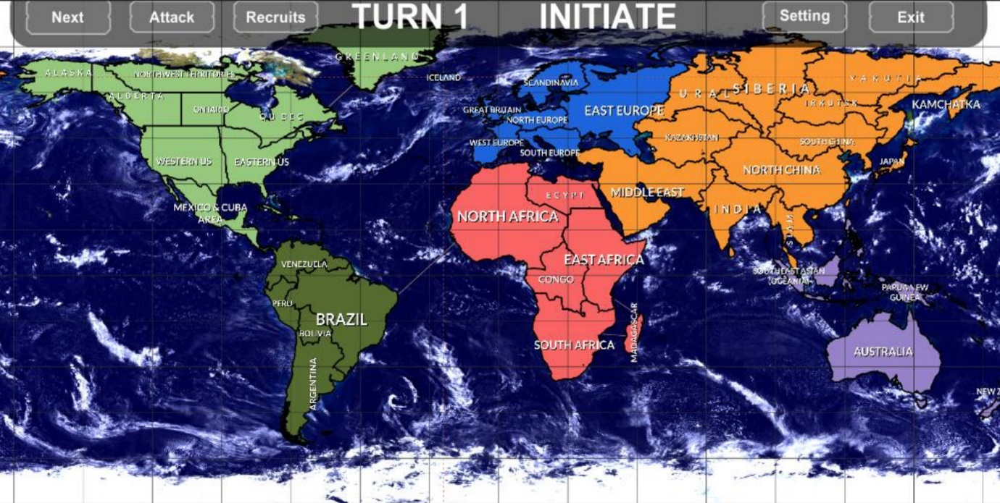 Next
Attack
Recruits
TURN 1
INITIATE
Setting
Exit
GREENLAND
ALASKA
NORTHWEST TERRITORIES
ICELAND
ALBERTA
ONTARIO
QUBEC
SCANDINAVIA
GREAT BRITAIN
NORTH EUROPE
EAST EUROPE
WEST EUROPE
SOUTH EUROPE
URAL
SIBERIA
YAKUTIA
IRKUTSK
KAMCHATKA
KAZAKHSTAN
SOUTH CHINA
JAPAN
NORTH CHINA
WESTERN US
EASTERN US
MEXICO & CUBA
AREA
EGYPT
MIDDLE EAST
NORTH AFRICA
INDIA
SIAM
EAST AFRICA
CONGO
VENEZUELA
PERU
BRAZIL
BOLIVIA
ARGENTINA
SOUTH AFRICA
MADAGASCAR
SOUTHEAST ASIAN
(OCEANIA)
PAPUA NEW
GUINEA
AUSTRALIA
NEW Z